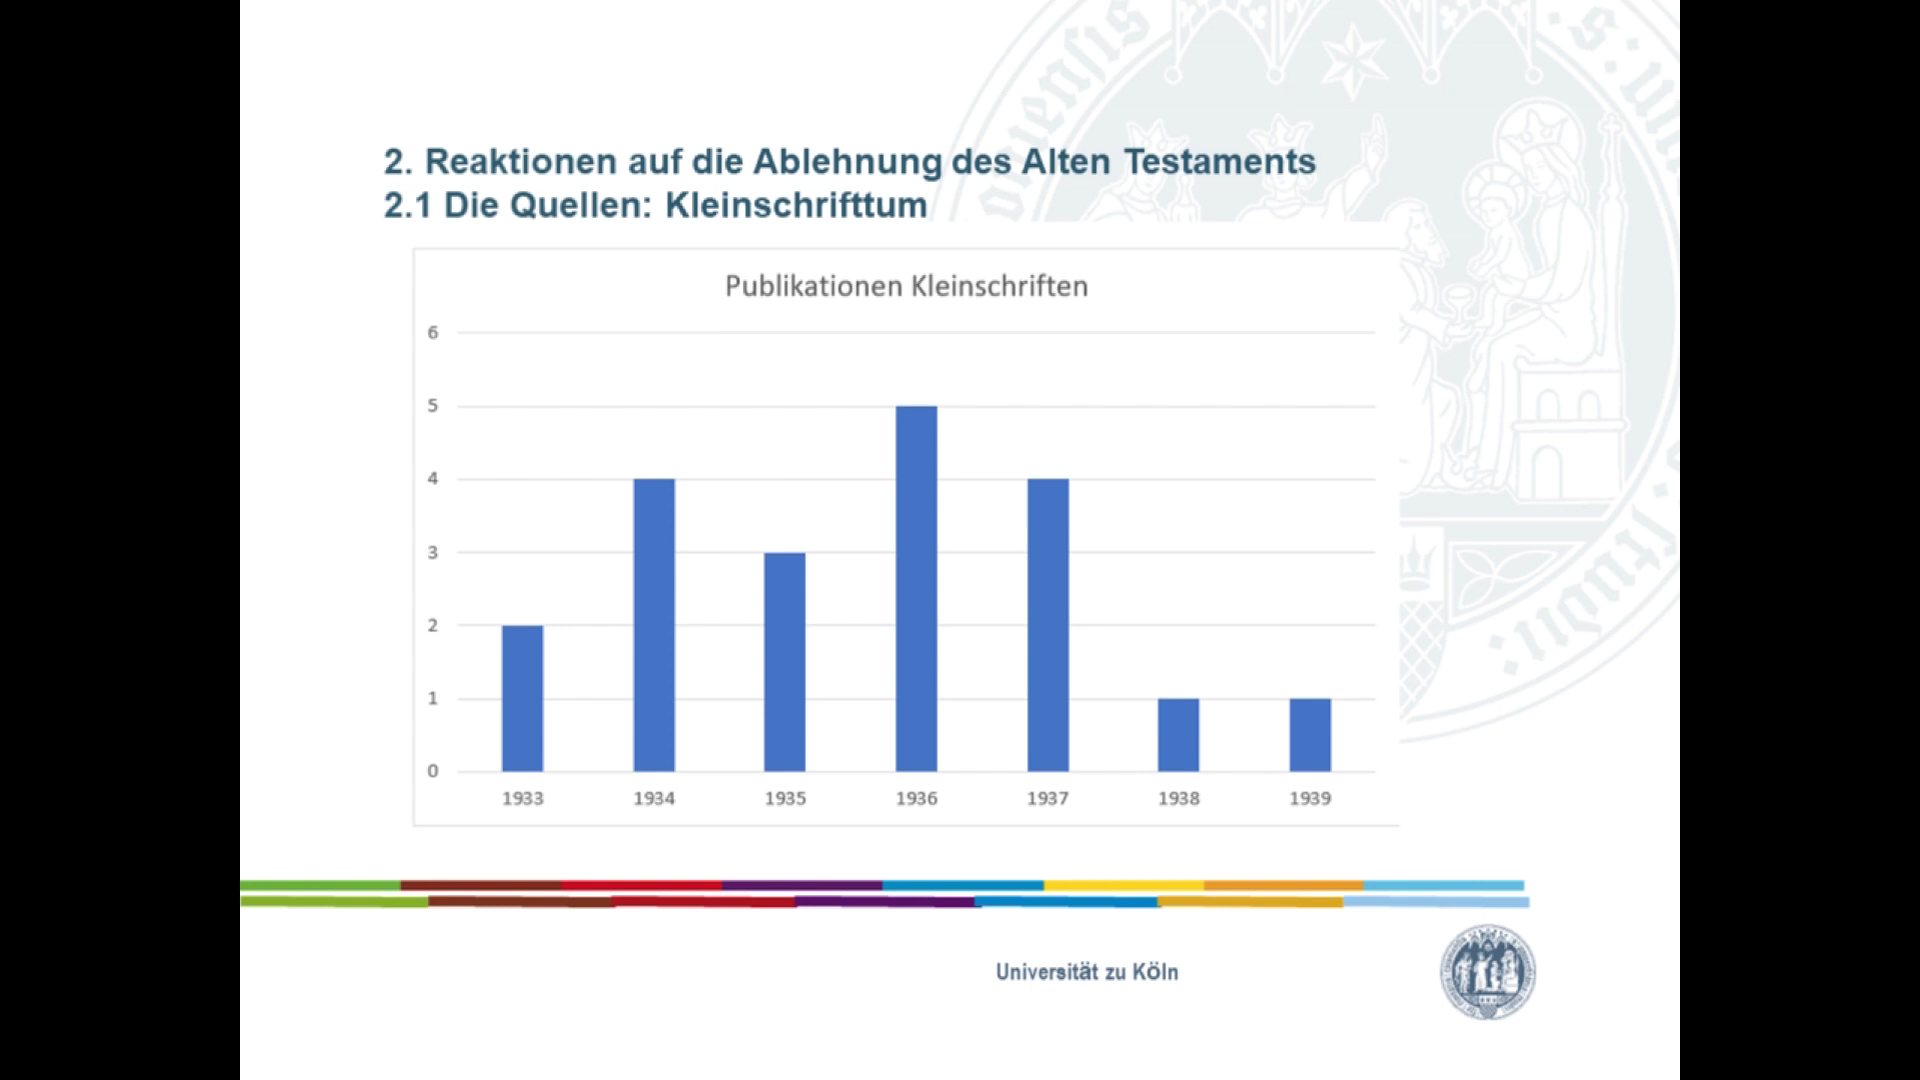 2. Reaktionen auf die Ablehnung des Alten Testaments
2.1 Die Quellen: Kleinschrifttum
Publikationen Kleinschriften
6
5
4
3
2
1
0
1933 1934 1935 1936 1937 1938 1939
Universität zu Köln